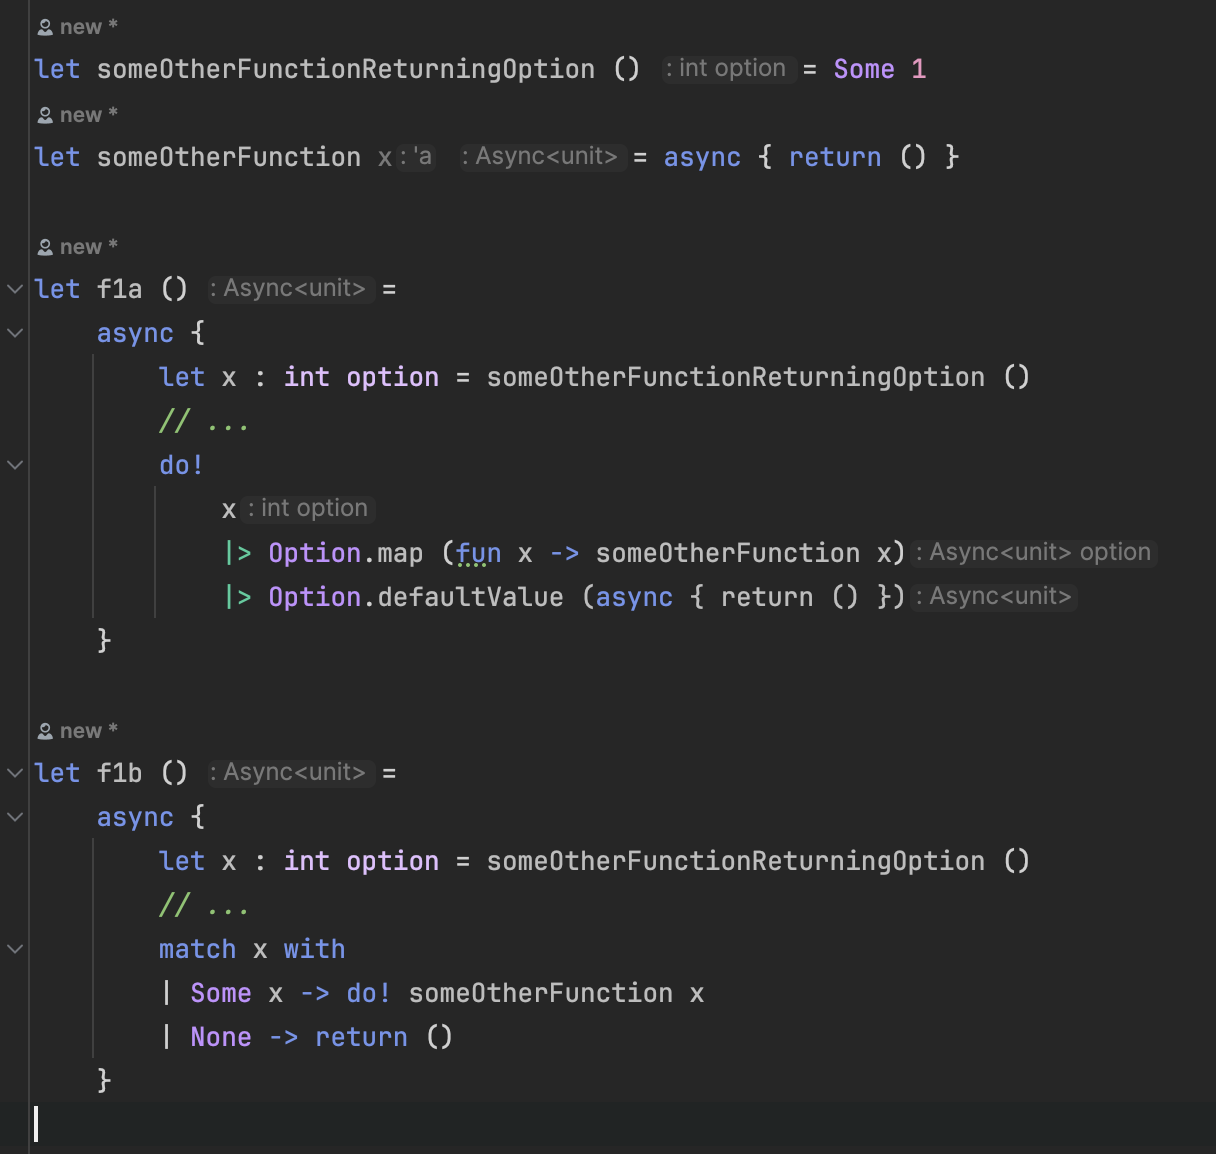 new *
let someOtherFunctionReturningOption () : int option = Some 1
new *
let someOtherFunction x : 'a : Async<unit> = async { return () }
new *
let f1a () : Async<unit> =
async {
let x : int option = someOtherFunctionReturningOption ()
// ...
do!
x : int option
|> Option.map (fun x -> someOtherFunction x) : Async<unit> option
|> Option.defaultValue (async { return () }) : Async<unit>
}
new *
let f1b () : Async<unit> =
async {
let x : int option = someOtherFunctionReturningOption ()
// ...
match x with
| Some x -> do! someOtherFunction x
| None -> return ()
}